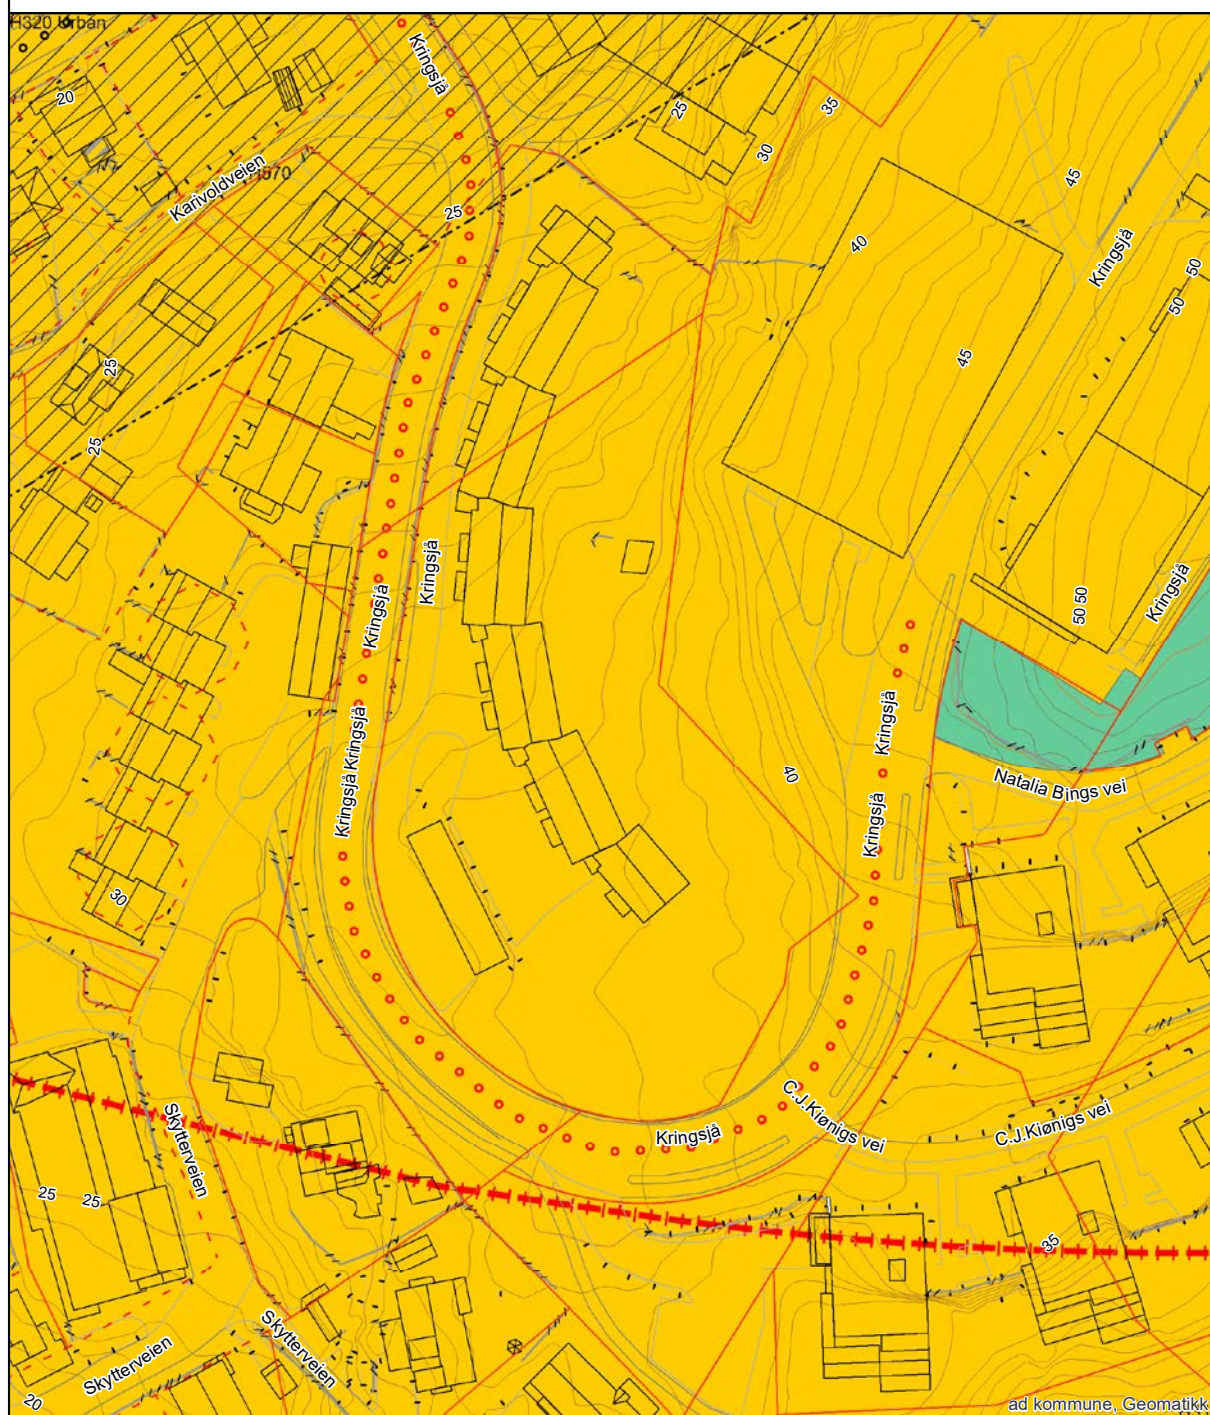 H320 Urban
Kringsjå
20
25
35
30
45
Karivoldveien
H570
25
40
Kringsjå
50
50
25
45
25
Kringsjå
Kringsjå
Kringsjå
50 50
Kringsjå
Kringsjå
Kringsjå
40
Natalia Bings vei
Kringsjå
Kringsjå
30
C.J.Kiønigs vei
C.J.Kiønigs vei
Kringsjå
Skytterveien
25
25
35
Skytterveien
Skytterveien
20
ad kommune, Geomatikk